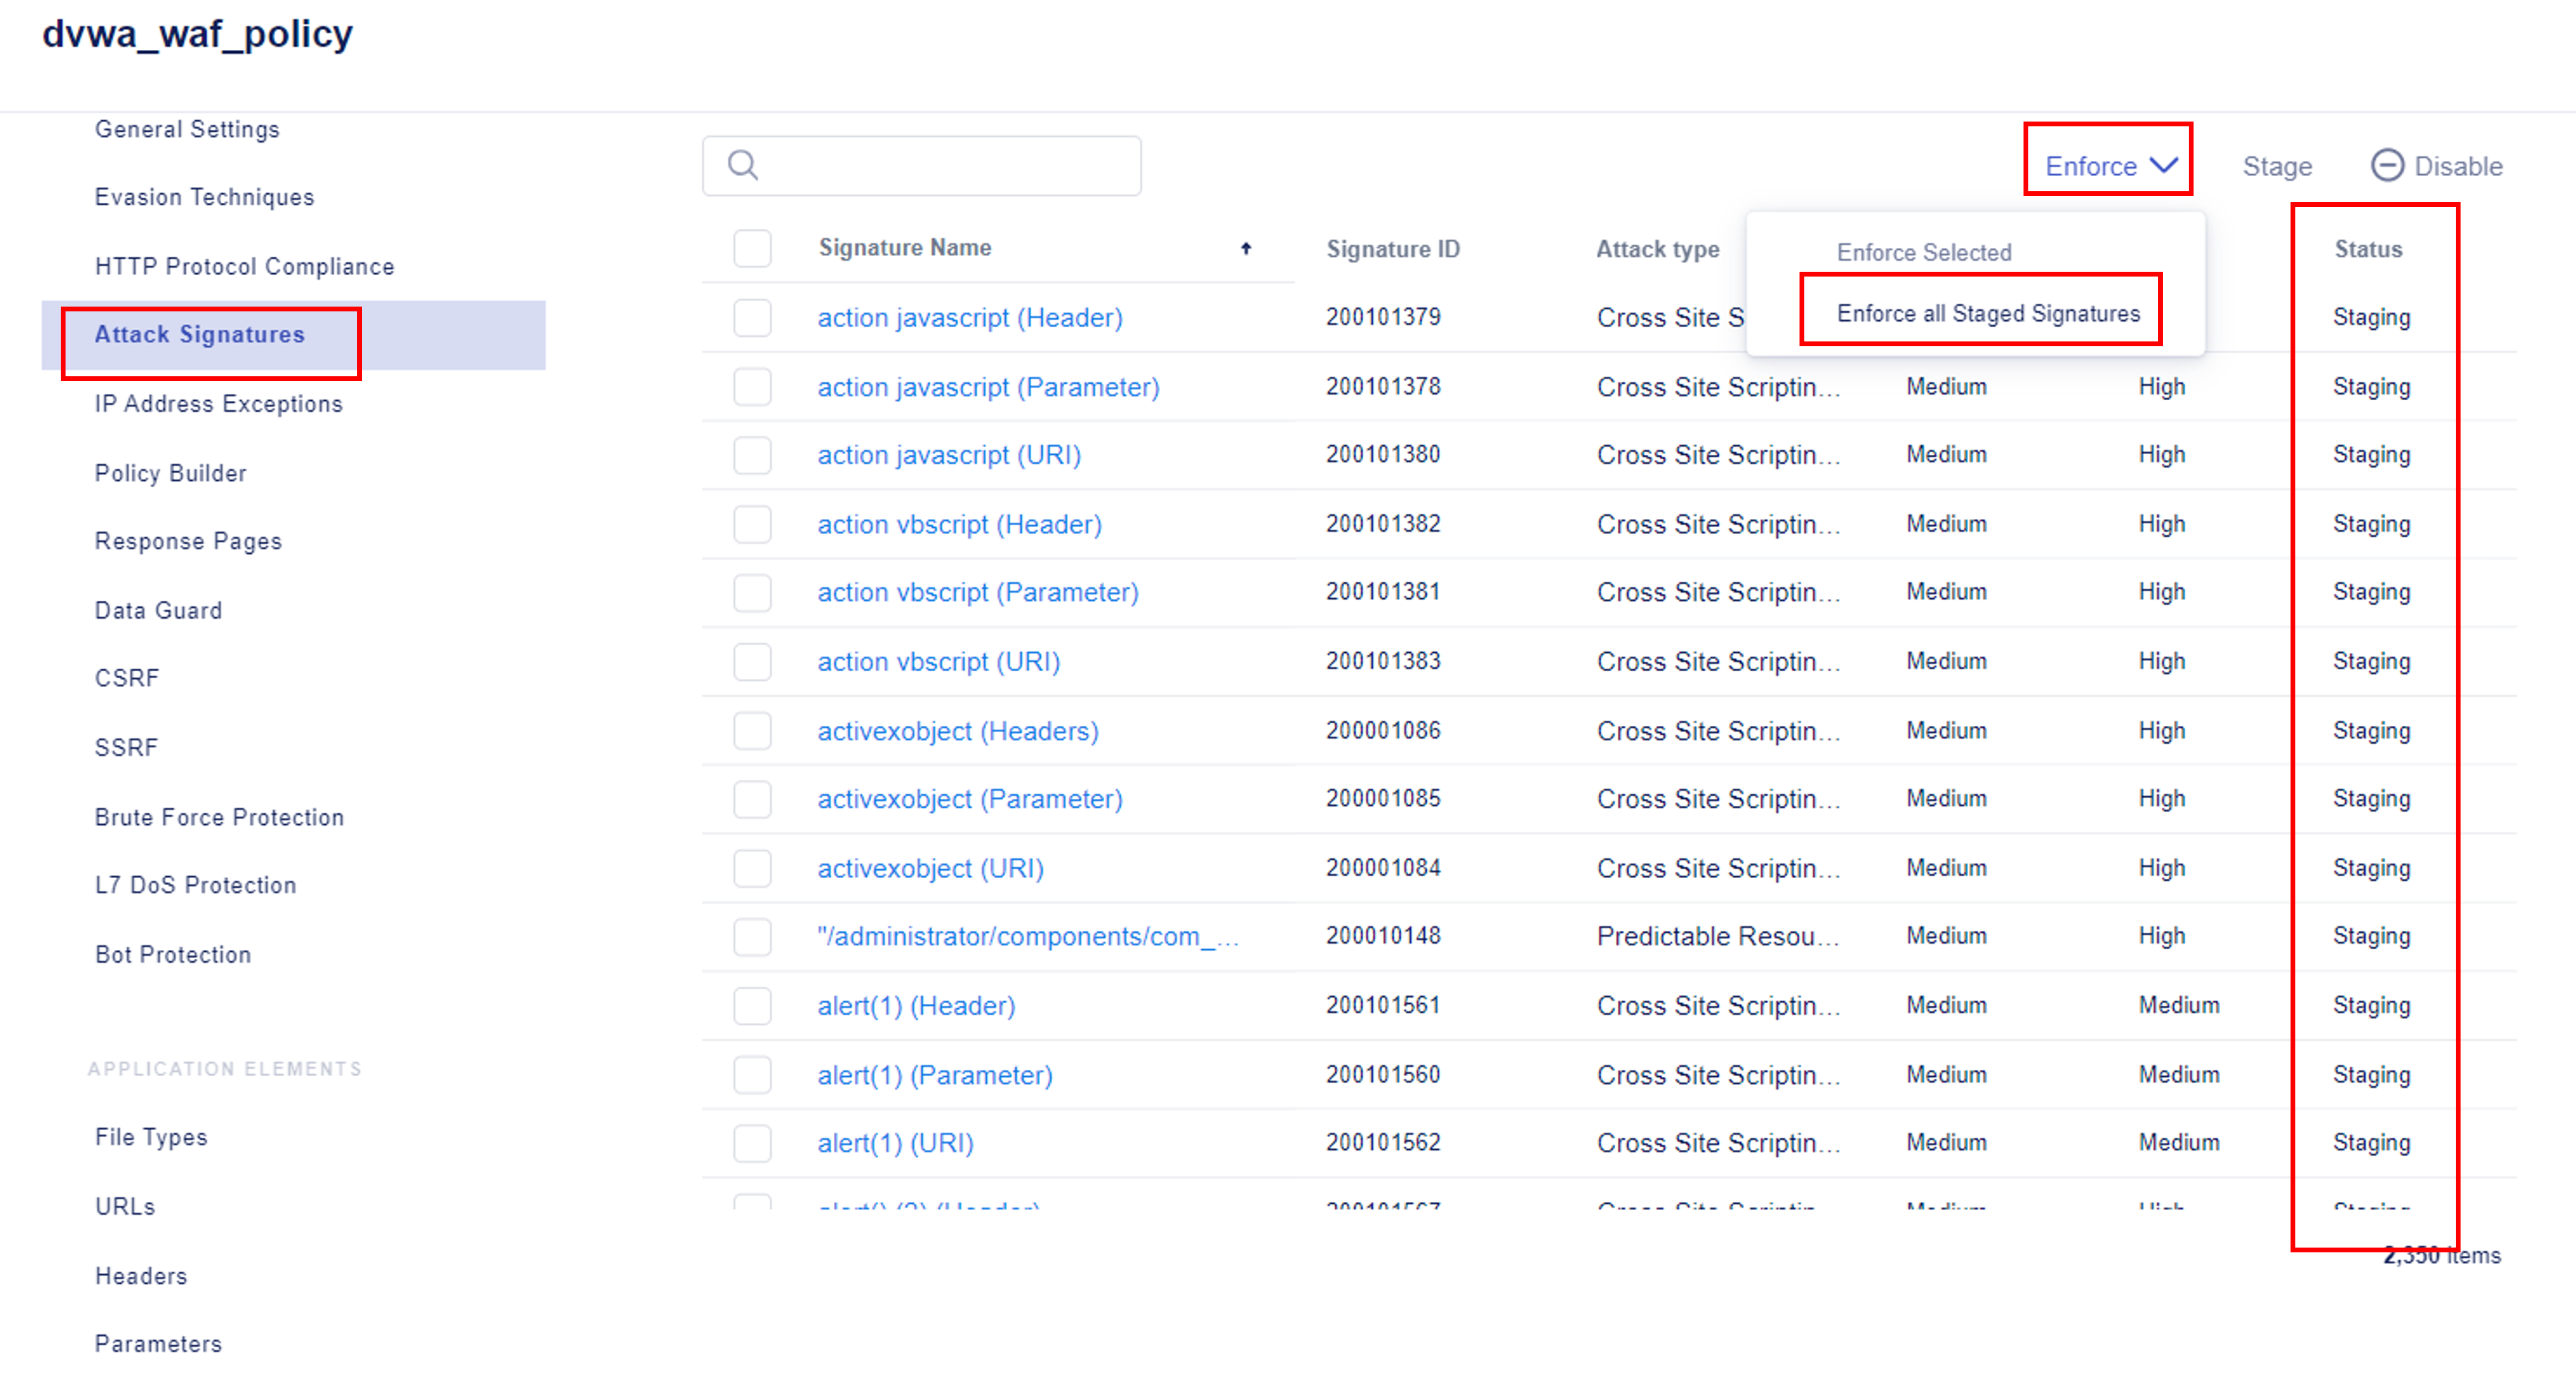 dvwa_waf_policy
General Settings
Evasion Techniques
HTTP Protocol Compliance
Attack Signatures
IP Address Exceptions
Policy Builder
Response Pages
Data Guard
CSRF
SSRF
Brute Force Protection
L7 DoS Protection
Bot Protection
APPLICATION ELEMENTS
File Types
URLs
Headers
Parameters
Enforce Stage Disable
Enforce Selected
Enforce all Staged Signatures
Signature Name Signature ID Attack type Status
action javascript (Header) 200101379 Cross Site S Staging
action javascript (Parameter) 200101378 Cross Site Scriptin... Medium High Staging
action javascript (URI) 200101380 Cross Site Scriptin... Medium High Staging
action vbscript (Header) 200101382 Cross Site Scriptin... Medium High Staging
action vbscript (Parameter) 200101381 Cross Site Scriptin... Medium High Staging
action vbscript (URI) 200101383 Cross Site Scriptin... Medium High Staging
activexobject (Headers) 200001086 Cross Site Scriptin... Medium High Staging
activexobject (Parameter) 200001085 Cross Site Scriptin... Medium High Staging
activexobject (URI) 200001084 Cross Site Scriptin... Medium High Staging
"/administrator/components/com_... 200010148 Predictable Resou... Medium High Staging
alert(1) (Header) 200101561 Cross Site Scriptin... Medium Medium Staging
alert(1) (Parameter) 200101560 Cross Site Scriptin... Medium Medium Staging
alert(1) (URI) 200101562 Cross Site Scriptin... Medium Medium Staging
2,350 items